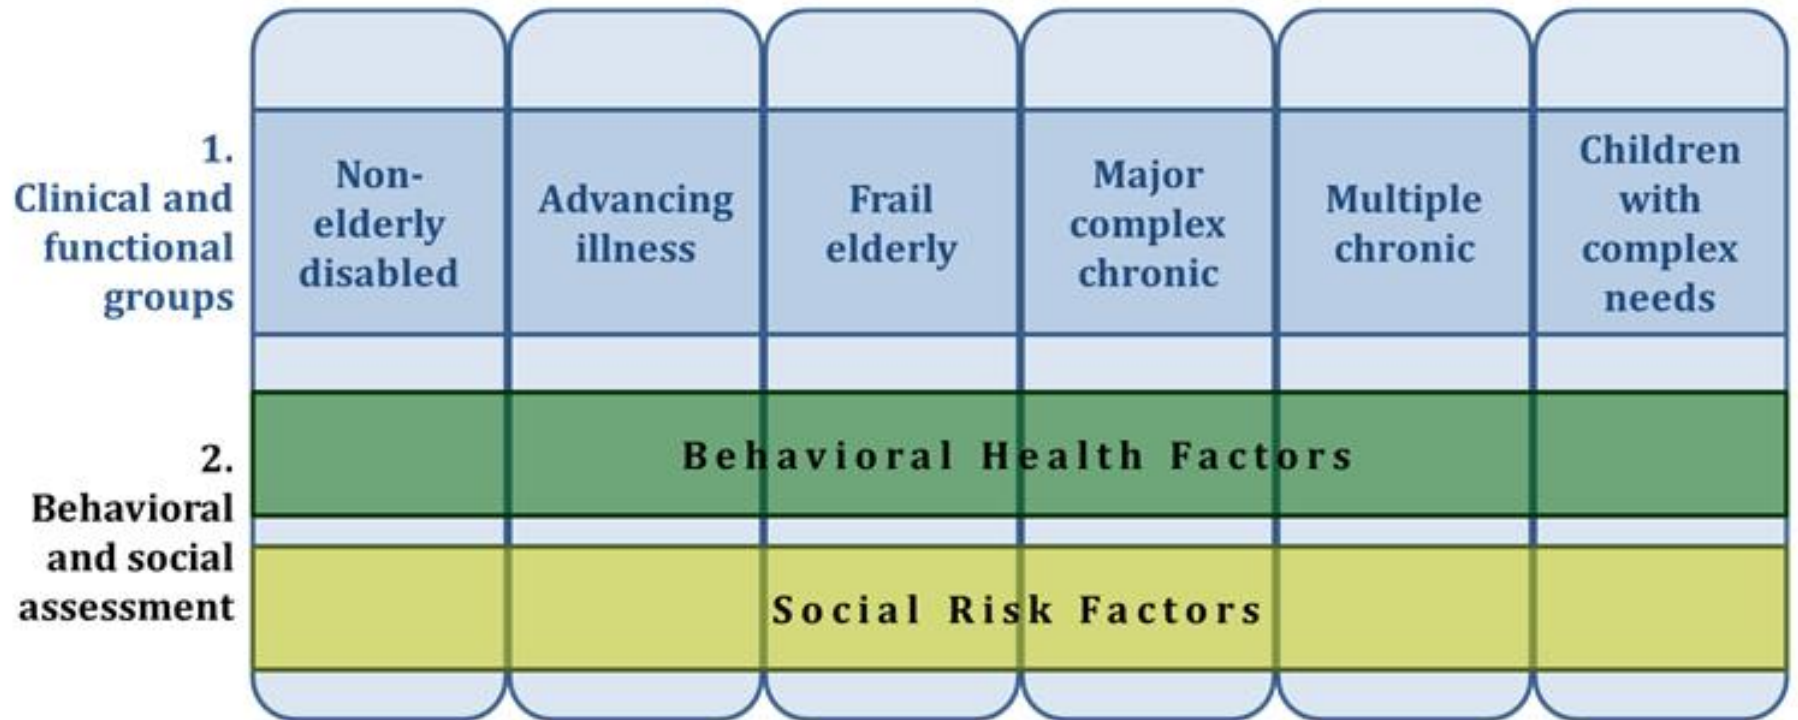 1.
Clinical and
functional
groups
Non-
elderly
disabled
Advancing
illness
Frail
elderly
Major
complex
chronic
Multiple
chronic
Children
with
complex
needs
2.
Behavioral
and social
assessment
Behavioral Health Factors
Social Risk Factors